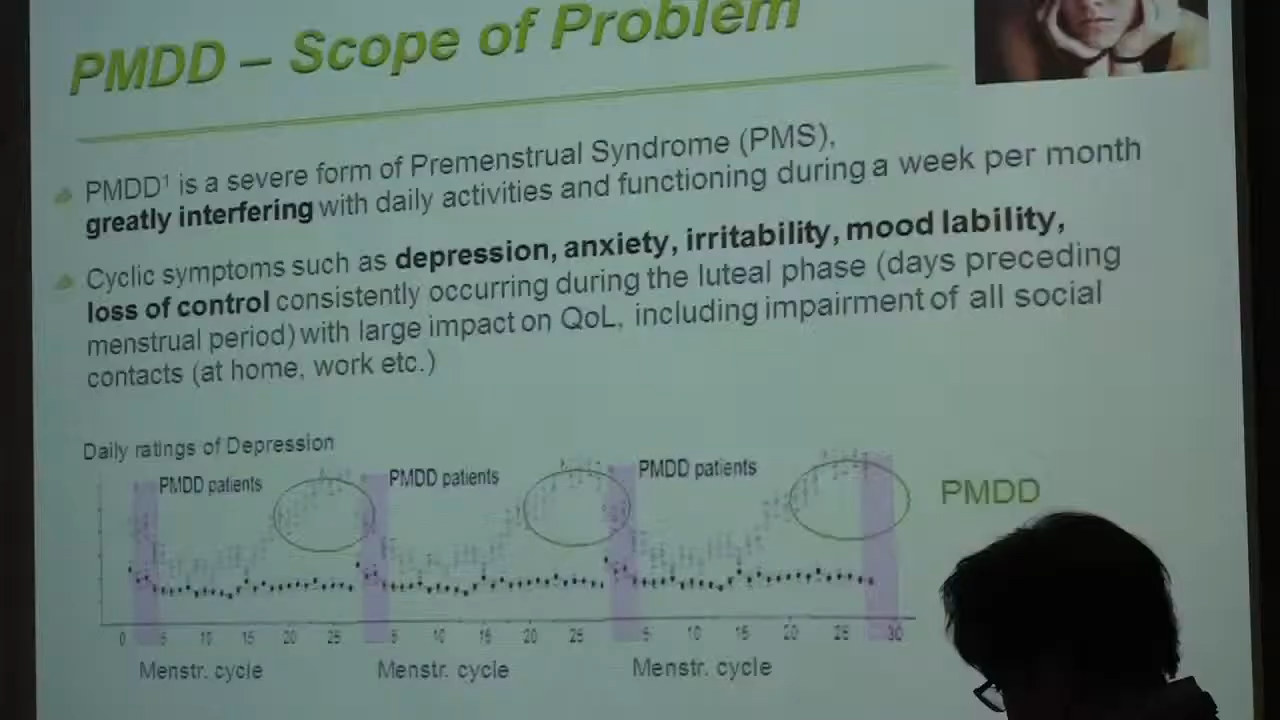 PMDD – Scope of Problem
PMDD¹ is a severe form of Premenstrual Syndrome (PMS),
greatly interfering with daily activities and functioning during a week per month
Cyclic symptoms such as depression, anxiety, irritability, mood lability,
loss of control consistently occurring during the luteal phase (days preceding
menstrual period) with large impact on QoL, including impairment of all social
contacts (at home, work etc.)
Daily ratings of Depression
PMDD patients PMDD patients PMDD patients
PMDD
0 5 10 15 20 25 5 10 15 20 25 5 10 15 20 25 30
Menstr. cycle Menstr. cycle Menstr. cycle